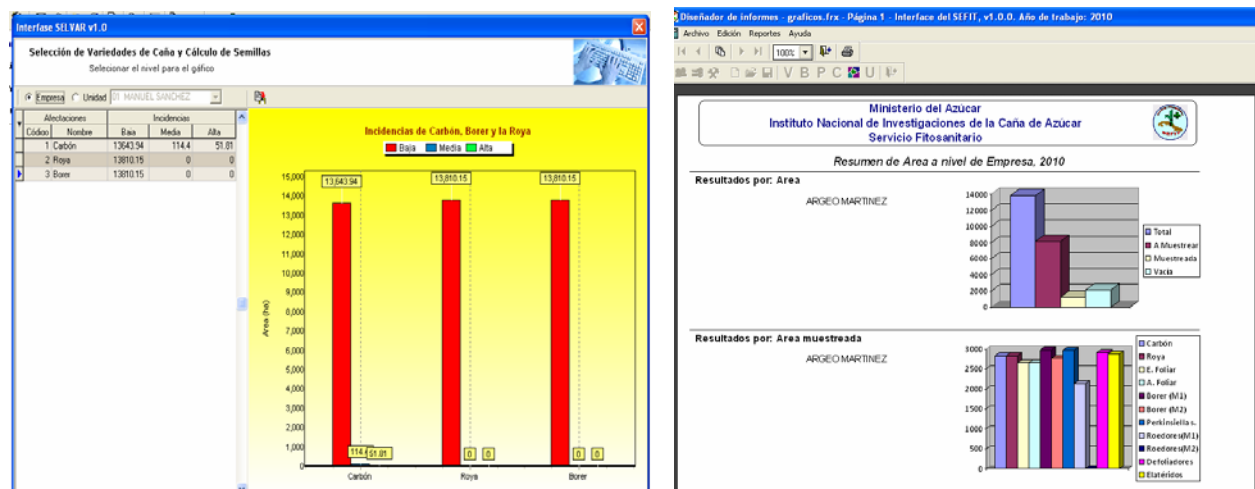 Interfase SELVAR v1.0
Selección de Variedades de Caña y Cálculo de Semillas
Selecionar el nivel para el gáfico
Empresa Unidad 01 MANUEL SANCHEZ
Afectaciones Incidencias
Código Nombre Baja Media Alta
1 Carbón 13643.94 114.4 51.81
2 Roya 13810.15 0 0
3 Borer 13810.15 0 0
Incidencias de Carbón, Borer y la Roya
Baja Media Alta
15,000
14,000
13,000
12,000
11,000
10,000
9,000
8,000
7,000
6,000
5,000
4,000
3,000
2,000
1,000
0
Area (ha)
13,643.94 13,810.15 13,810.15
114.4 51.81 0 0 0 0
Carbón Roya Borer
Diseñador de informes - graficos.frx - Página 1 - Interface del SEFIT, v1.0.0. Año de trabajo: 2010
Archivo Edición Reportes Ayuda
100%
V B P C U
Ministerio del Azúcar
Instituto Nacional de Investigaciones de la Caña de Azúcar
Servicio Fitosanitario
Resumen de Area a nivel de Empresa, 2010
Resultados por: Area
ARGEO MARTINEZ
14000
12000
10000
8000
6000
4000
2000
0
Total
A Muestrear
Muestreada
Vacia
Resultados por: Area muestreada
ARGEO MARTINEZ
3000
2500
2000
1500
1000
500
0
Carbón
Roya
E. Foliar
A. Foliar
Borer (M1)
Borer (M2)
Perkinsiella s.
Roedores(M1)
Roedores(M2)
Defoliadores
Elatéridos